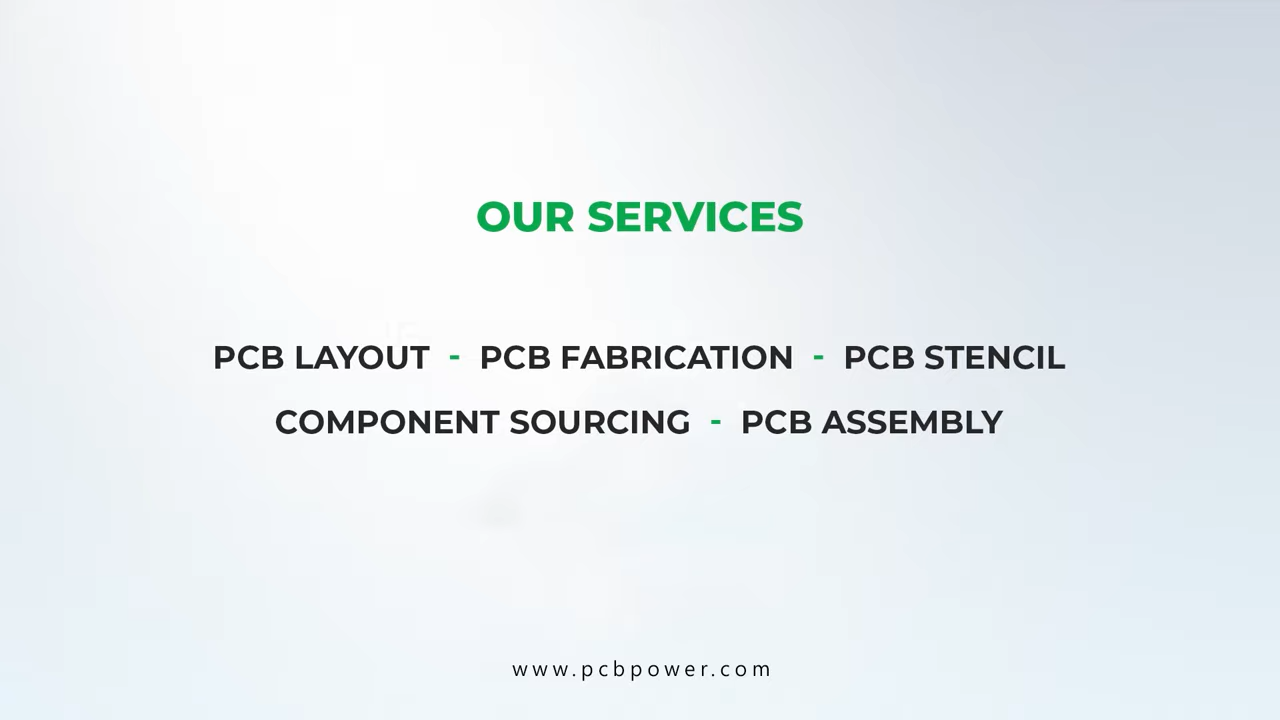 OUR SERVICES
PCB LAYOUT - PCB FABRICATION - PCB STENCIL
COMPONENT SOURCING - PCB ASSEMBLY
www.pcbpower.com